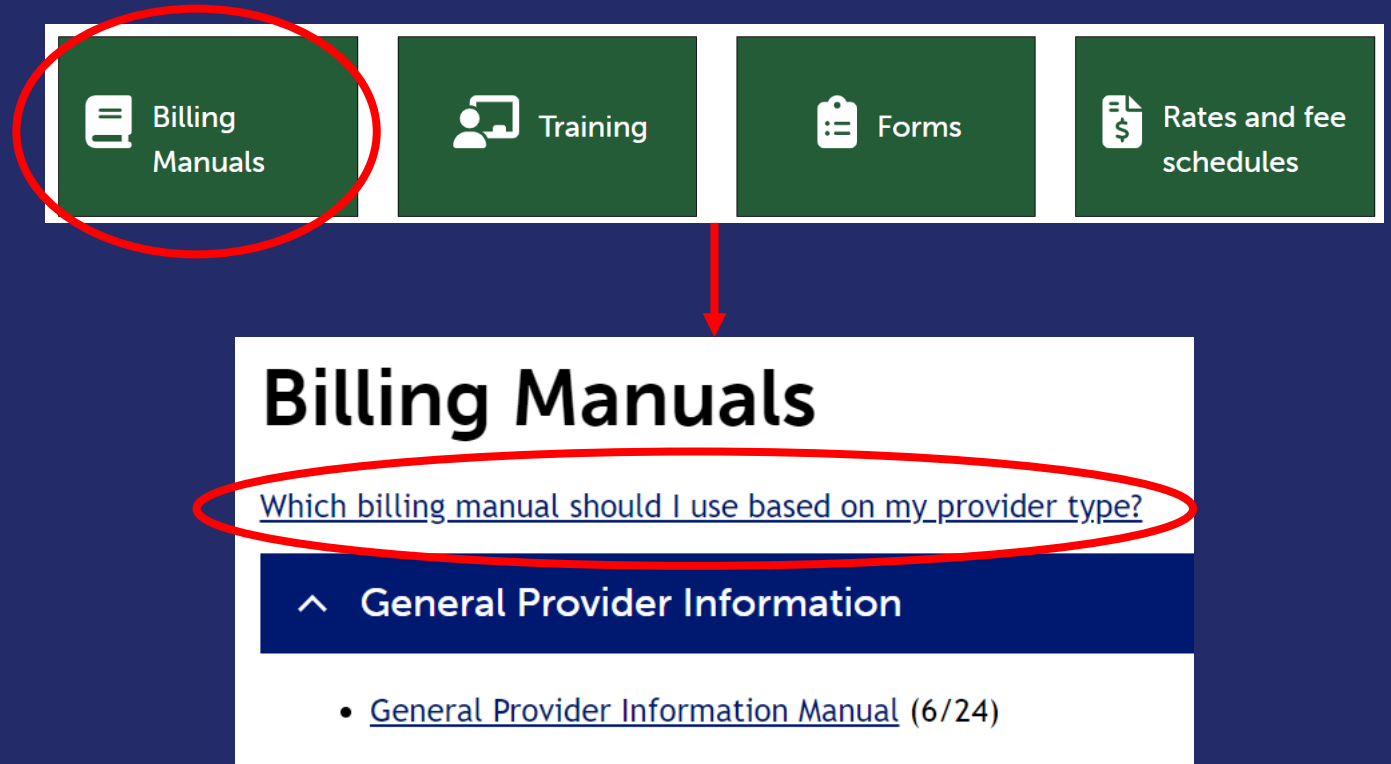 Billing
Manuals
Training
Forms
Rates and fee
schedules
Billing Manuals
Which billing manual should I use based on my provider type?
General Provider Information
• General Provider Information Manual (6/24)